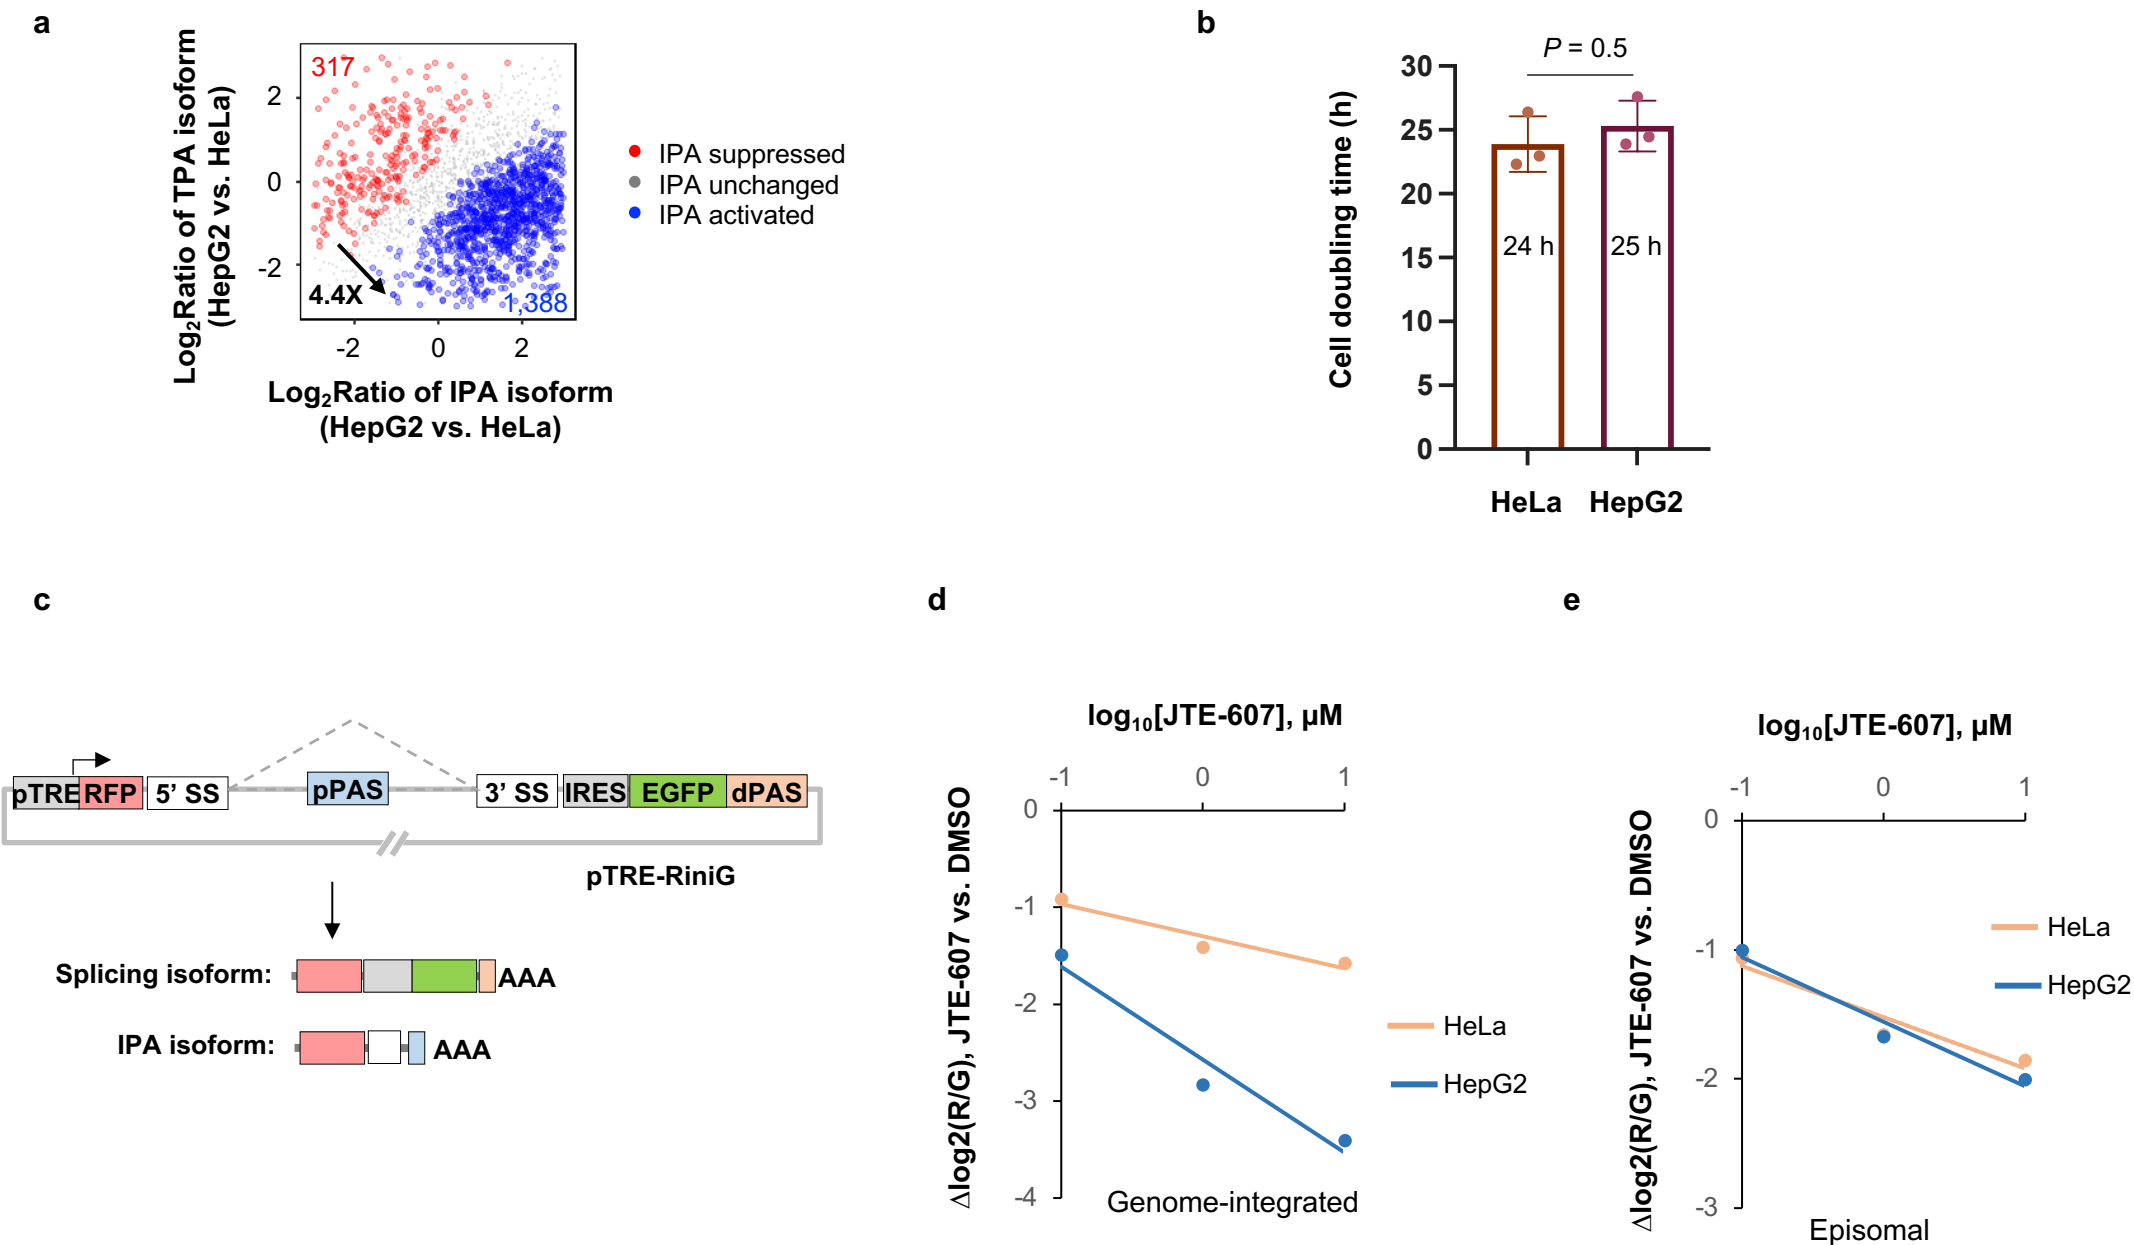 a
Log₂Ratio of TPA isoform
(HepG2 vs. HeLa)
317
2
0
-2
4.4X
1,388
-2
0
2
Log₂Ratio of IPA isoform
(HepG2 vs. HeLa)
IPA suppressed
IPA unchanged
IPA activated
b
Cell doubling time (h)
P = 0.5
30
25
20
15
10
5
0
24 h
25 h
HeLa
HepG2
c
pTRE
RFP
5’ SS
pPAS
3’ SS
IRES
EGFP
dPAS
pTRE-RiniG
Splicing isoform:
AAA
IPA isoform:
AAA
d
log₁₀[JTE-607], µM
-1
0
1
Δlog2(R/G), JTE-607 vs. DMSO
0
-1
-2
-3
-4
HeLa
HepG2
Genome-integrated
e
log₁₀[JTE-607], µM
-1
0
1
Δlog2(R/G), JTE-607 vs. DMSO
0
-1
-2
-3
HeLa
HepG2
Episomal